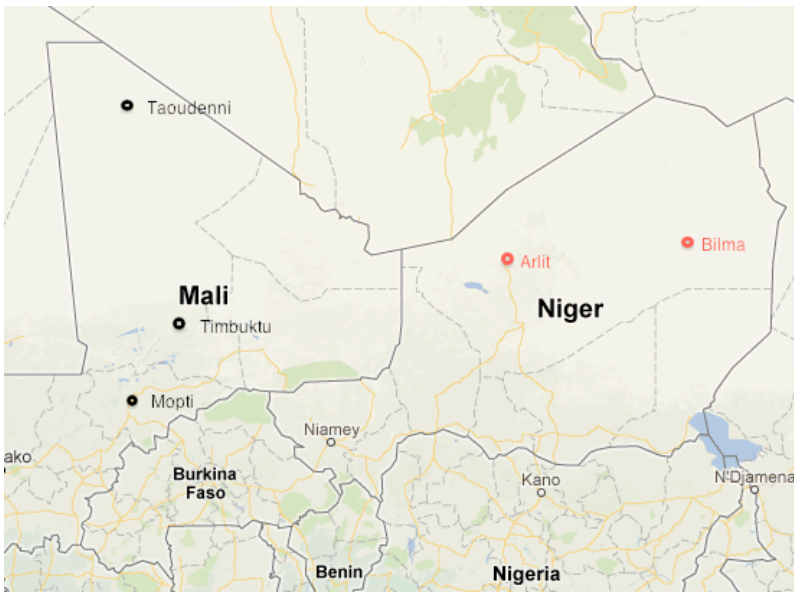 Taoudenni
Bilma
Arlit
Mali
Niger
Timbuktu
Mopti
Niamey
ako
Burkina
Faso
Kano
N'Djamena
Benin
Nigeria